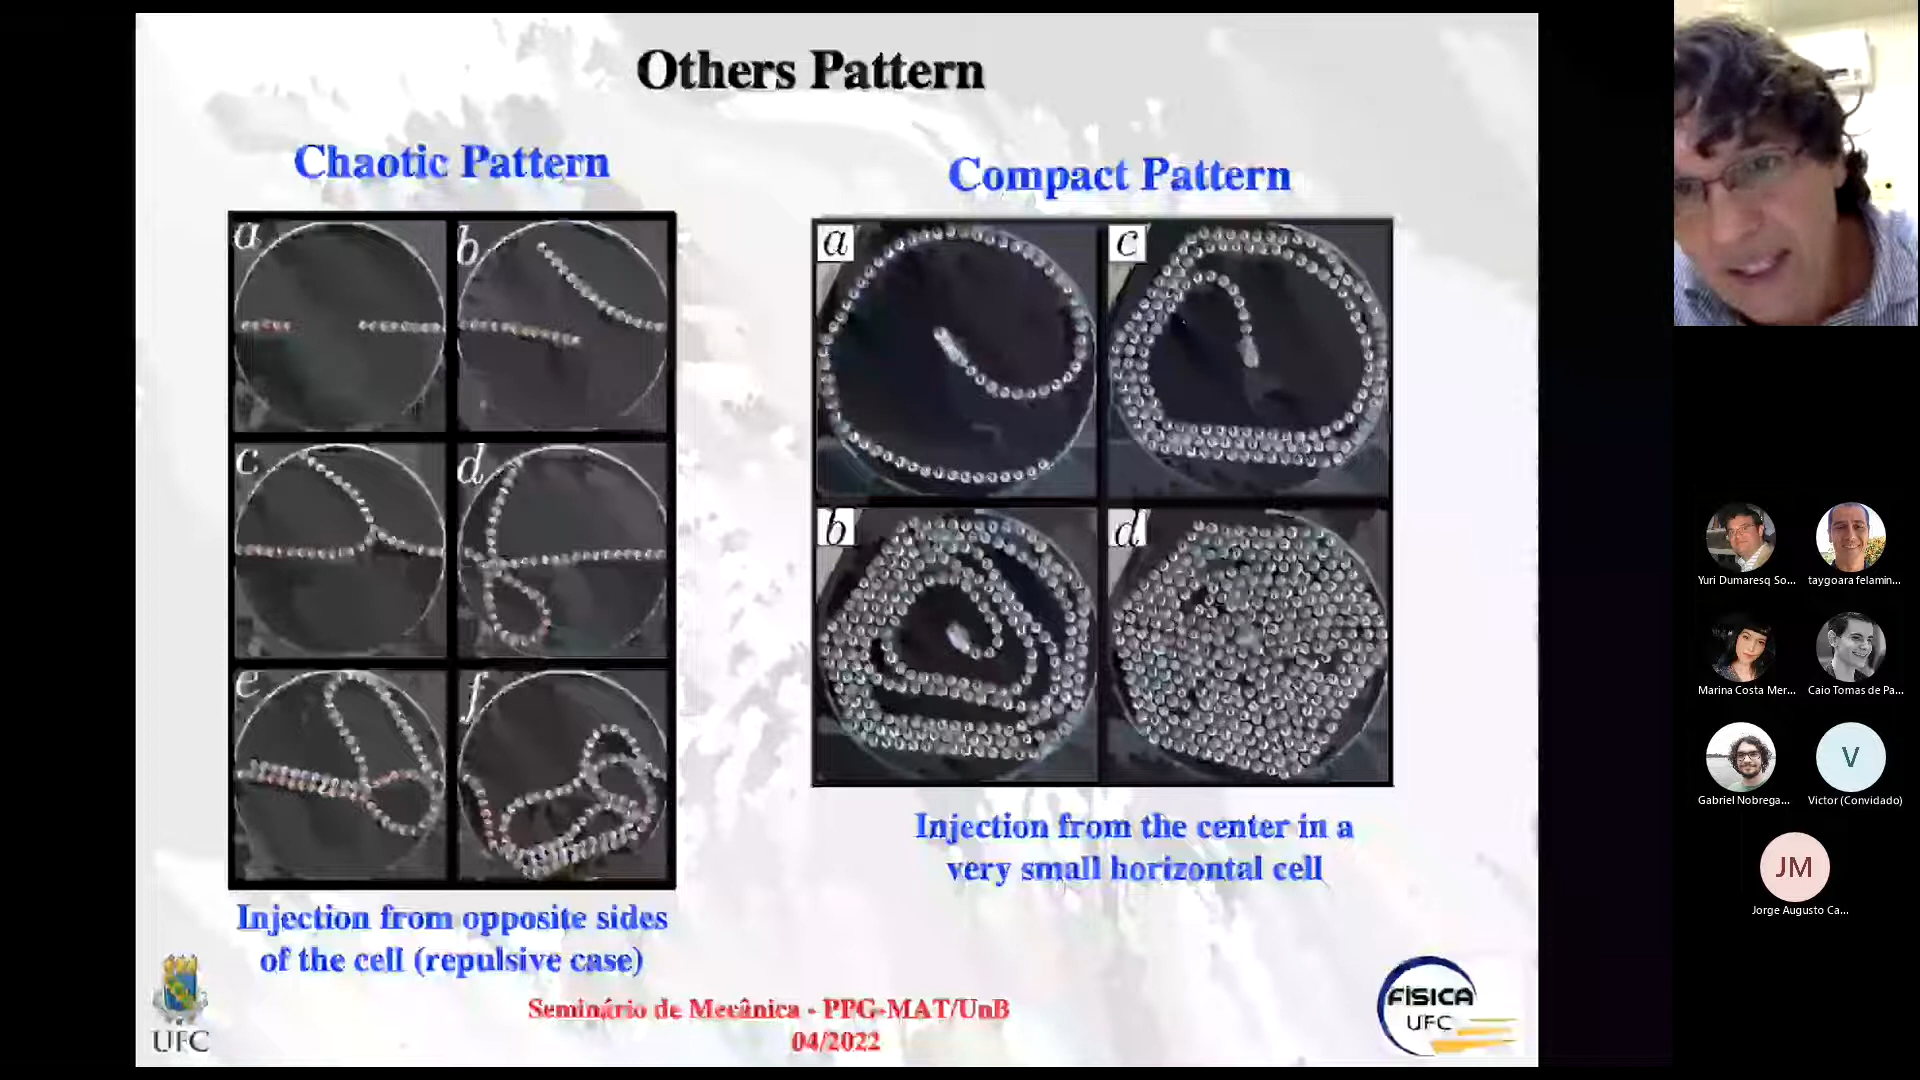 Others Pattern
Chaotic Pattern
a
b
c
d
e
f
Injection from opposite sides
of the cell (repulsive case)
Compact Pattern
a
c
b
d
Injection from the center in a
very small horizontal cell
UFC
Seminário de Mecânica - PPG-MAT/UnB
04/2022
FÍSICA
UFC
Yuri Dumaresq So...
taygoara felamin...
Marina Costa Mer...
Caio Tomas de Pa...
Gabriel Nobrega...
V
Victor (Convidado)
JM
Jorge Augusto Ca...